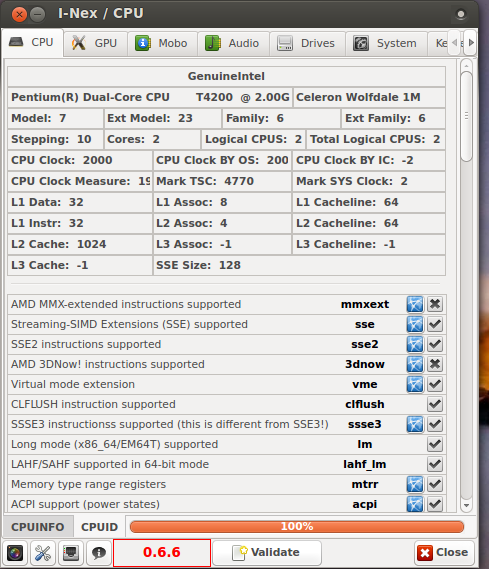 I-Nex / CPU
CPU GPU Mobo Audio Drives System Ke
GenuineIntel
Pentium(R) Dual-Core CPU T4200 @ 2.00G Celeron Wolfdale 1M
Model: 7 Ext Model: 23 Family: 6 Ext Family: 6
Stepping: 10 Cores: 2 Logical CPUS: 2 Total Logical CPUS: 2
CPU Clock: 2000 CPU Clock BY OS: 200 CPU Clock BY IC: -2
CPU Clock Measure: 19 Mark TSC: 4770 Mark SYS Clock: 2
L1 Data: 32 L1 Assoc: 8 L1 Cacheline: 64
L1 Instr: 32 L2 Assoc: 4 L2 Cacheline: 64
L2 Cache: 1024 L3 Assoc: -1 L3 Cacheline: -1
L3 Cache: -1 SSE Size: 128
AMD MMX-extended instructions supported mmxext
Streaming-SIMD Extensions (SSE) supported sse
SSE2 instructions supported sse2
AMD 3DNow! instructions supported 3dnow
Virtual mode extension vme
CLFLUSH instruction supported clflush
SSSE3 instructionss supported (this is different from SSE3!) ssse3
Long mode (x86_64/EM64T) supported lm
LAHF/SAHF supported in 64-bit mode lahf_lm
Memory type range registers mtrr
ACPI support (power states) acpi
CPUINFO CPUID 100%
0.6.6 Validate Close